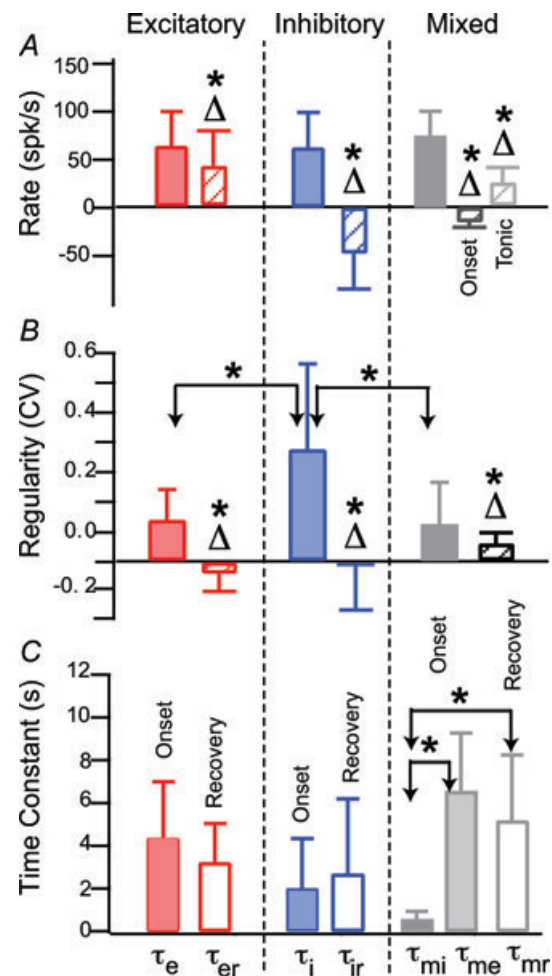 Excitatory Inhibitory Mixed
A
Rate (spk/s)
150
100
50
0
-50
* Δ
* Δ
* Δ
* Δ
Onset
Tonic
B
Regularity (CV)
0.6
0.4
0.2
0.0
-0.2
* *
* Δ
* Δ
* Δ
C
Time Constant (s)
12
10
8
6
4
2
0
Onset
Recovery
Onset
Recovery
Onset
Recovery
*
*
τe τer τi τir τmi τme τmr